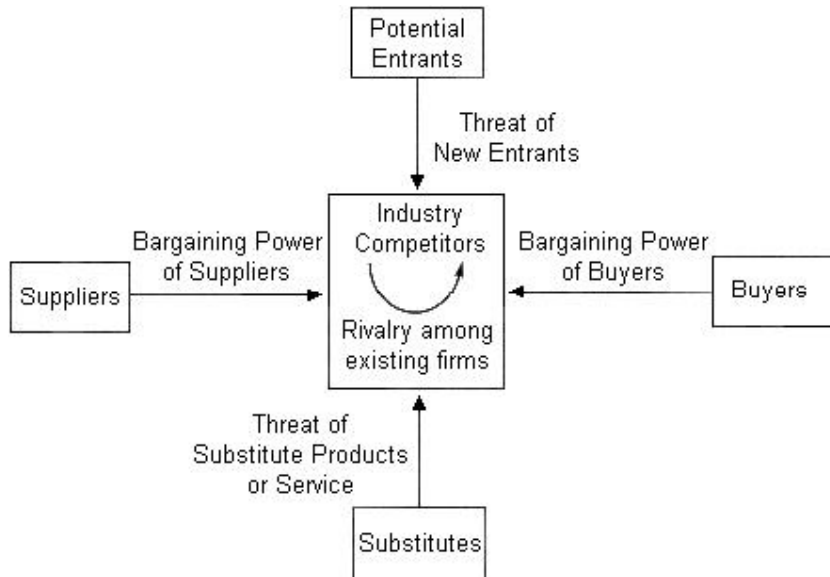 Potential
Entrants
Threat of
New Entrants
Industry
Competitors
Bargaining Power
of Suppliers
Bargaining Power
of Buyers
Suppliers
Buyers
Rivalry among
existing firms
Threat of
Substitute Products
or Service
Substitutes